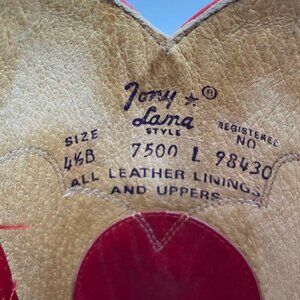 Tony ★ ®
Lama
STYLE
SIZE
REGISTERED
NO
4½B 7500 L 98430
ALL LEATHER LININGS
AND UPPERS